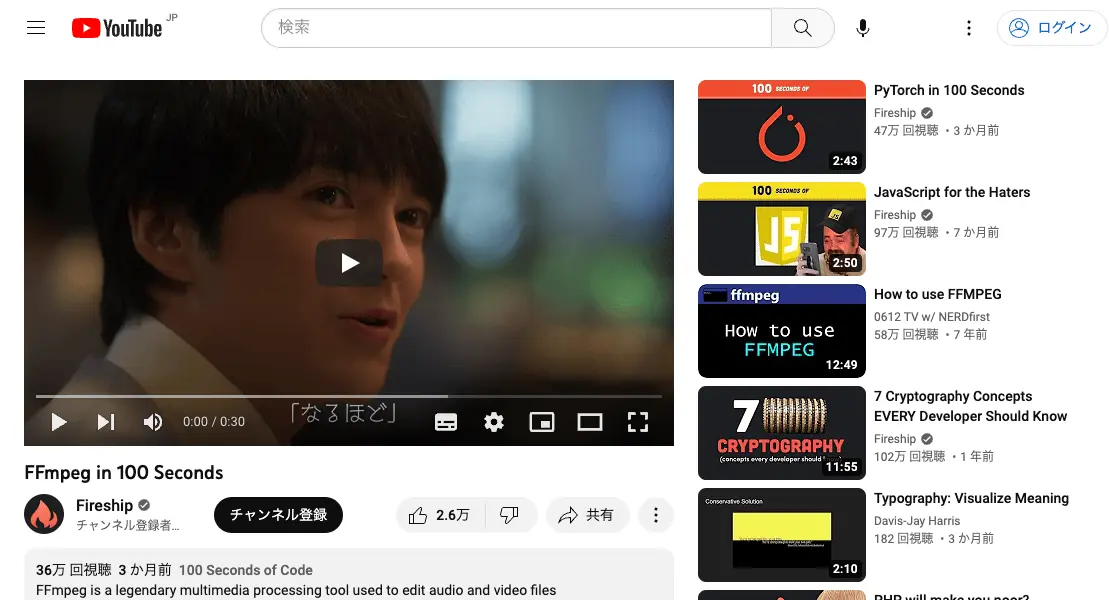 YouTube JP
検索
ログイン
「なるほど」
0:00 / 0:30
FFmpeg in 100 Seconds
Fireship
チャンネル登録者...
チャンネル登録
2.6万
共有
36万 回視聴 3 か月前 100 Seconds of Code
FFmpeg is a legendary multimedia processing tool used to edit audio and video files
100 SECONDS OF
2:43
PyTorch in 100 Seconds
Fireship
47万 回視聴 ・3 か月前
100 SECONDS OF
JS
2:50
JavaScript for the Haters
Fireship
97万 回視聴 ・7 か月前
ffmpeg
How to use
FFMPEG
12:49
How to use FFMPEG
0612 TV w/ NERDfirst
58万 回視聴 ・7 年前
7
CRYPTOGRAPHY
(concepts every developer should know)
11:55
7 Cryptography Concepts
EVERY Developer Should Know
Fireship
102万 回視聴 ・1 年前
Conservative Solution
2:10
Typography: Visualize Meaning
Davis-Jay Harris
182 回視聴 ・3 か月前
PHP will make you poor?